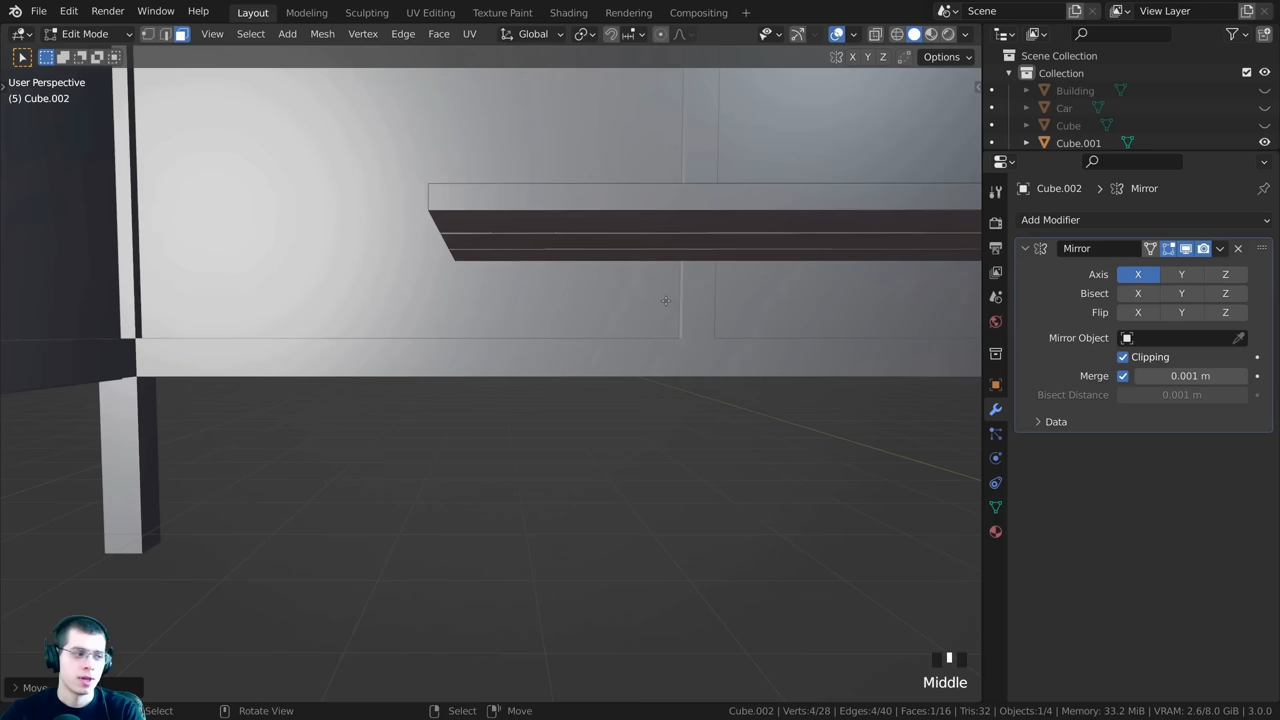 File Edit Render Window Help Layout Modeling Sculpting UV Editing Texture Paint Shading Rendering Compositing + Scene View Layer
Edit Mode View Select Add Mesh Vertex Edge Face UV Global
X Y Z Options
User Perspective
(5) Cube.002
Scene Collection
Collection
Building
Car
Cube
Cube.001
Cube.002 > Mirror
Add Modifier
Mirror
Axis X Y Z
Bisect X Y Z
Flip X Y Z
Mirror Object
Clipping
Merge 0.001 m
Bisect Distance 0.001 m
Data
Middle
Move
Select Rotate View Select Move Cube.002 | Verts:4/28 | Edges:4/40 | Faces:1/16 | Tris:32 | Objects:1/4 | Memory: 33.2 MiB | VRAM: 2.6/8.0 GiB | 3.0.0